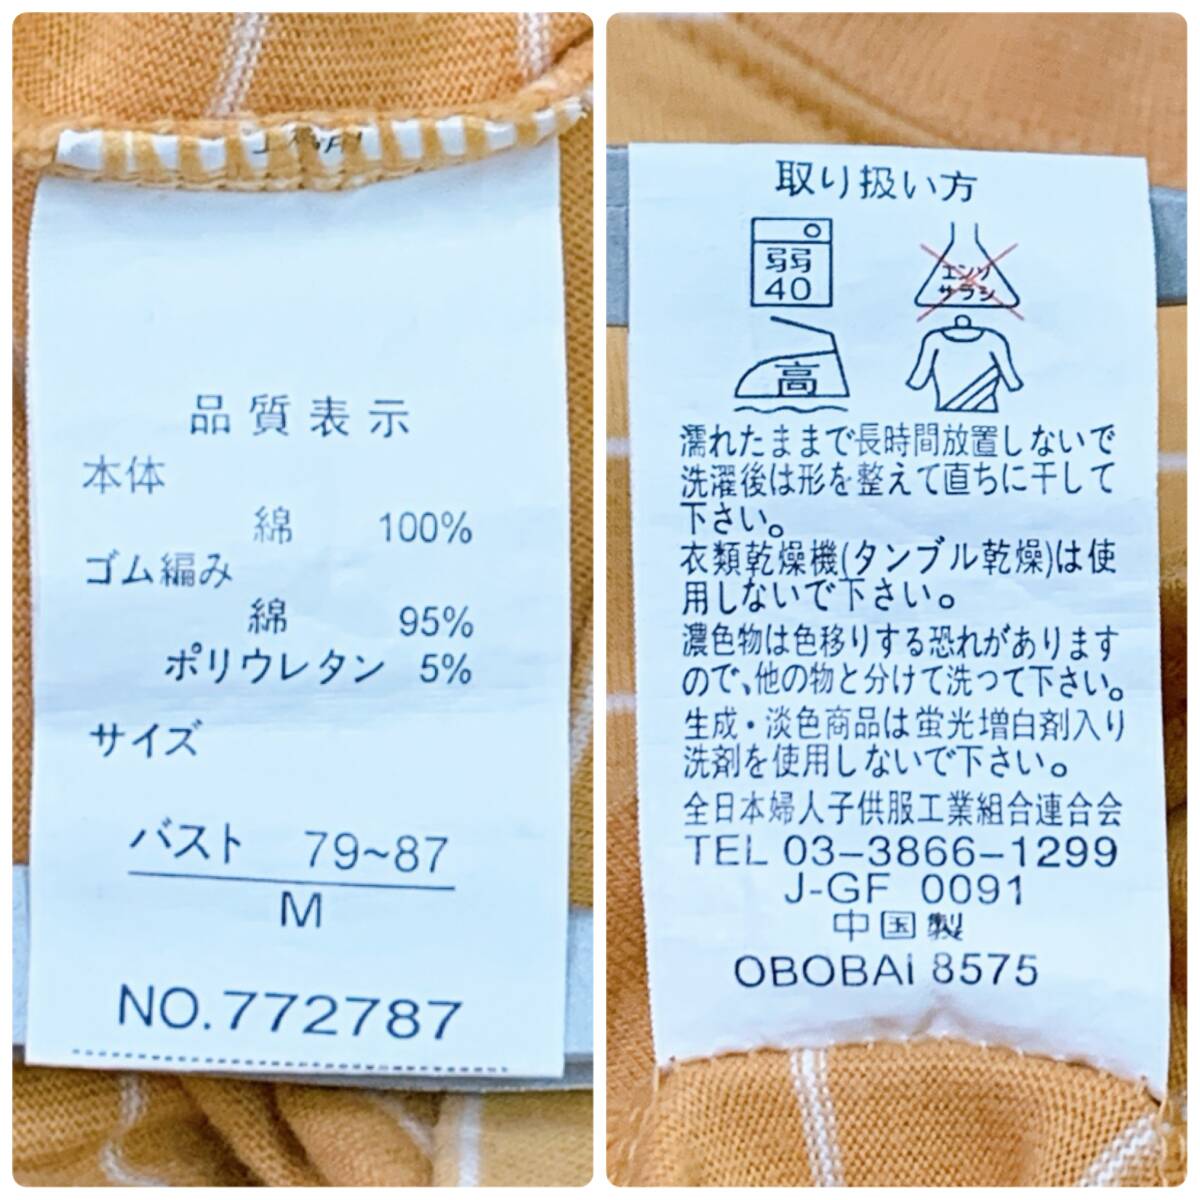 品質表示
本体
綿 100%
ゴム編み
綿 95%
ポリウレタン 5%
サイズ
バスト 79~87
M
NO.772787
取り扱い方
弱
40
エンソ
サラシ
高
濡れたままで長時間放置しないで
洗濯後は形を整えて直ちに干して
下さい。
衣類乾燥機(タンブル乾燥)は使
用しないで下さい。
濃色物は色移りする恐れがあります
ので、他の物と分けて洗って下さい。
生成・淡色商品は蛍光増白剤入り
洗剤を使用しないで下さい。
全日本婦人子供服工業組合連合会
TEL 03-3866-1299
J-GF 0091
中国製
OBOBAi 8575